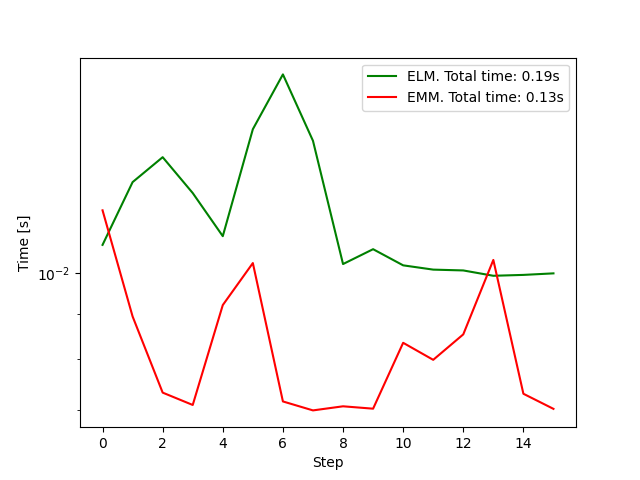 ELM. Total time: 0.19s
EMM. Total time: 0.13s
Time [s]
10⁻²
0 2 4 6 8 10 12 14
Step